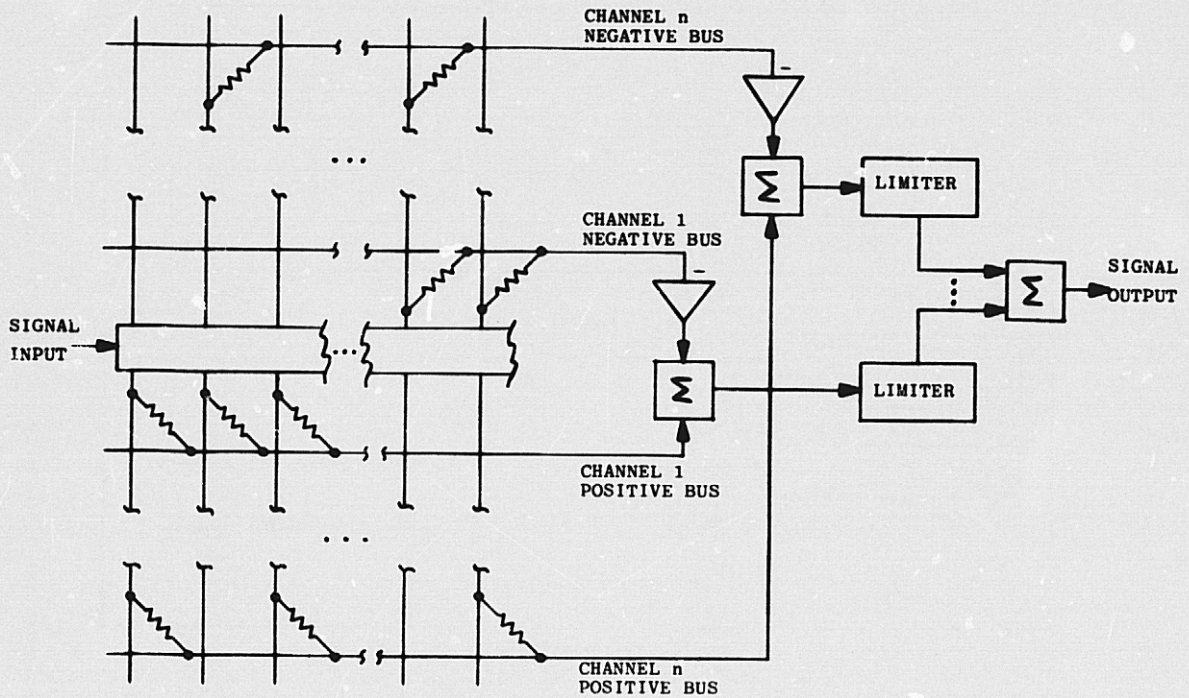 CHANNEL n
NEGATIVE BUS
–
Σ
LIMITER
CHANNEL 1
NEGATIVE BUS
–
SIGNAL
INPUT
Σ
SIGNAL
OUTPUT
Σ
LIMITER
CHANNEL 1
POSITIVE BUS
CHANNEL n
POSITIVE BUS